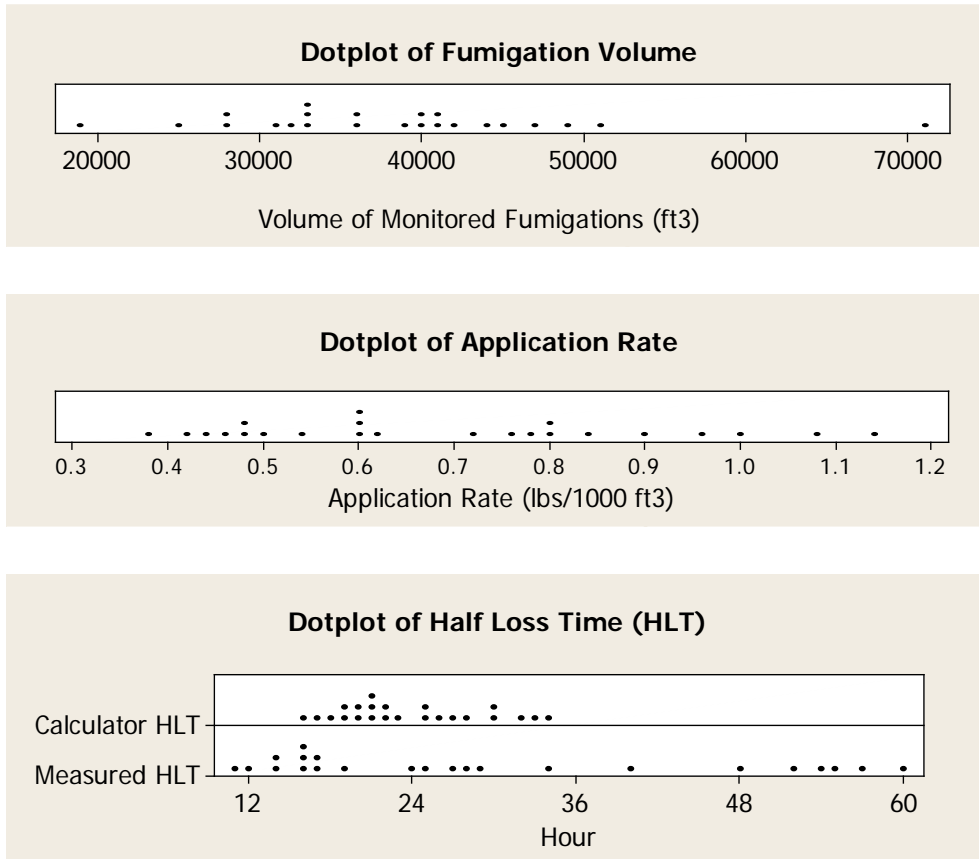 Dotplot of Fumigation Volume
20000 30000 40000 50000 60000 70000
Volume of Monitored Fumigations (ft3)
Dotplot of Application Rate
0.3 0.4 0.5 0.6 0.7 0.8 0.9 1.0 1.1 1.2
Application Rate (lbs/1000 ft3)
Dotplot of Half Loss Time (HLT)
Calculator HLT
Measured HLT
12 24 36 48 60
Hour